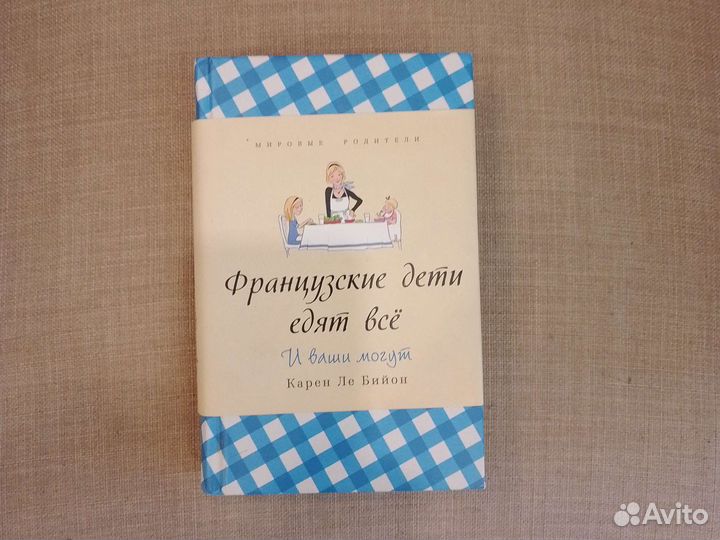 мировые родители
Французские дети
едят всё
И ваши могут
Карен Ле Бийон
Avito